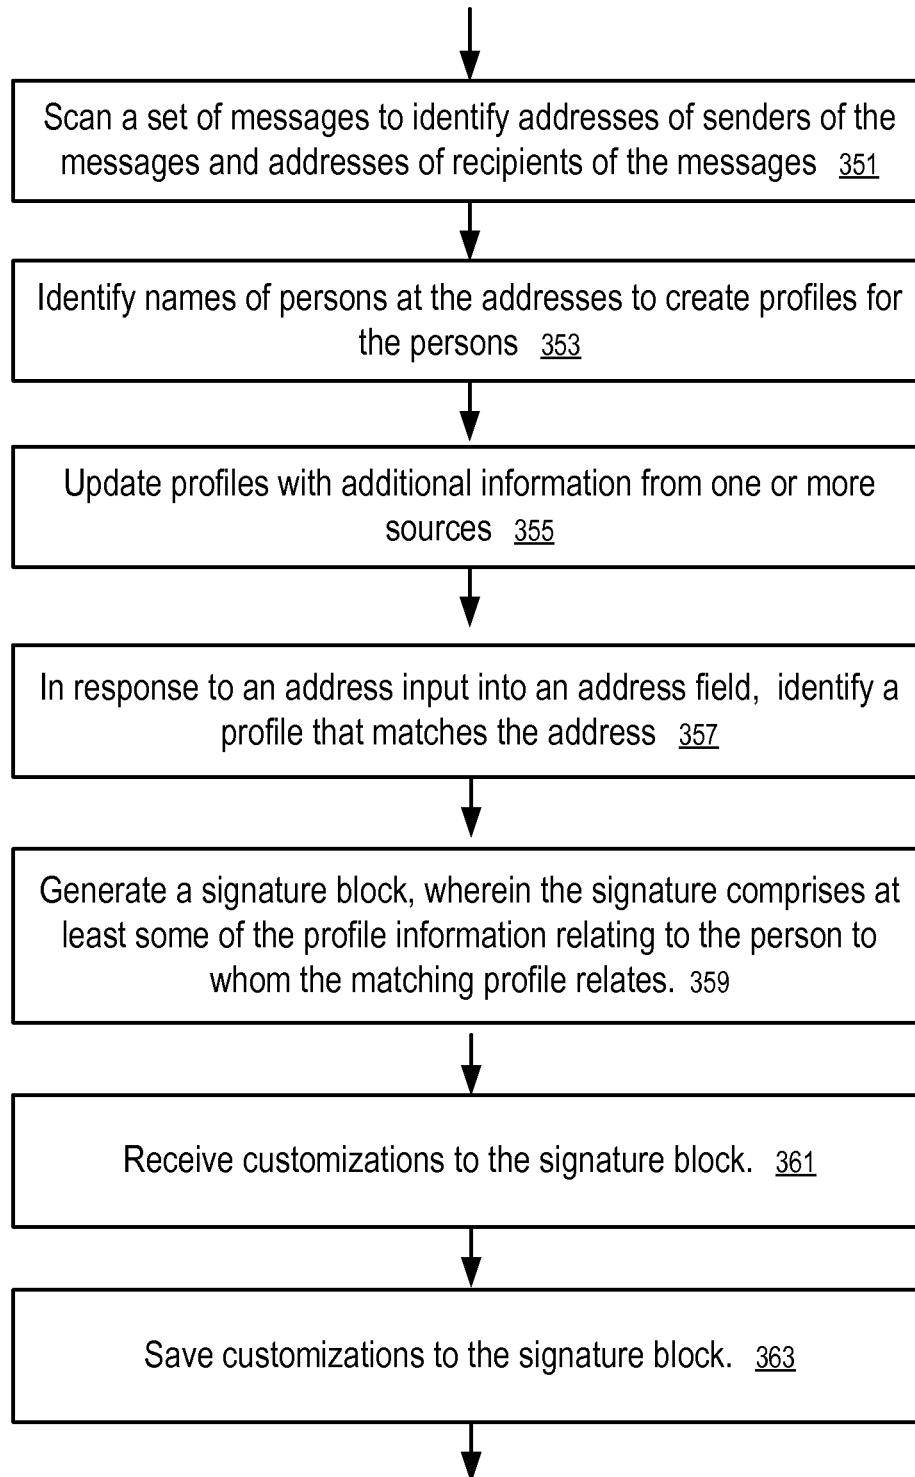 Scan a set of messages to identify addresses of senders of the
messages and addresses of recipients of the messages 351
Identify names of persons at the addresses to create profiles for
the persons 353
Update profiles with additional information from one or more
sources 355
In response to an address input into an address field, identify a
profile that matches the address 357
Generate a signature block, wherein the signature comprises at
least some of the profile information relating to the person to
whom the matching profile relates. 359
Receive customizations to the signature block. 361
Save customizations to the signature block. 363